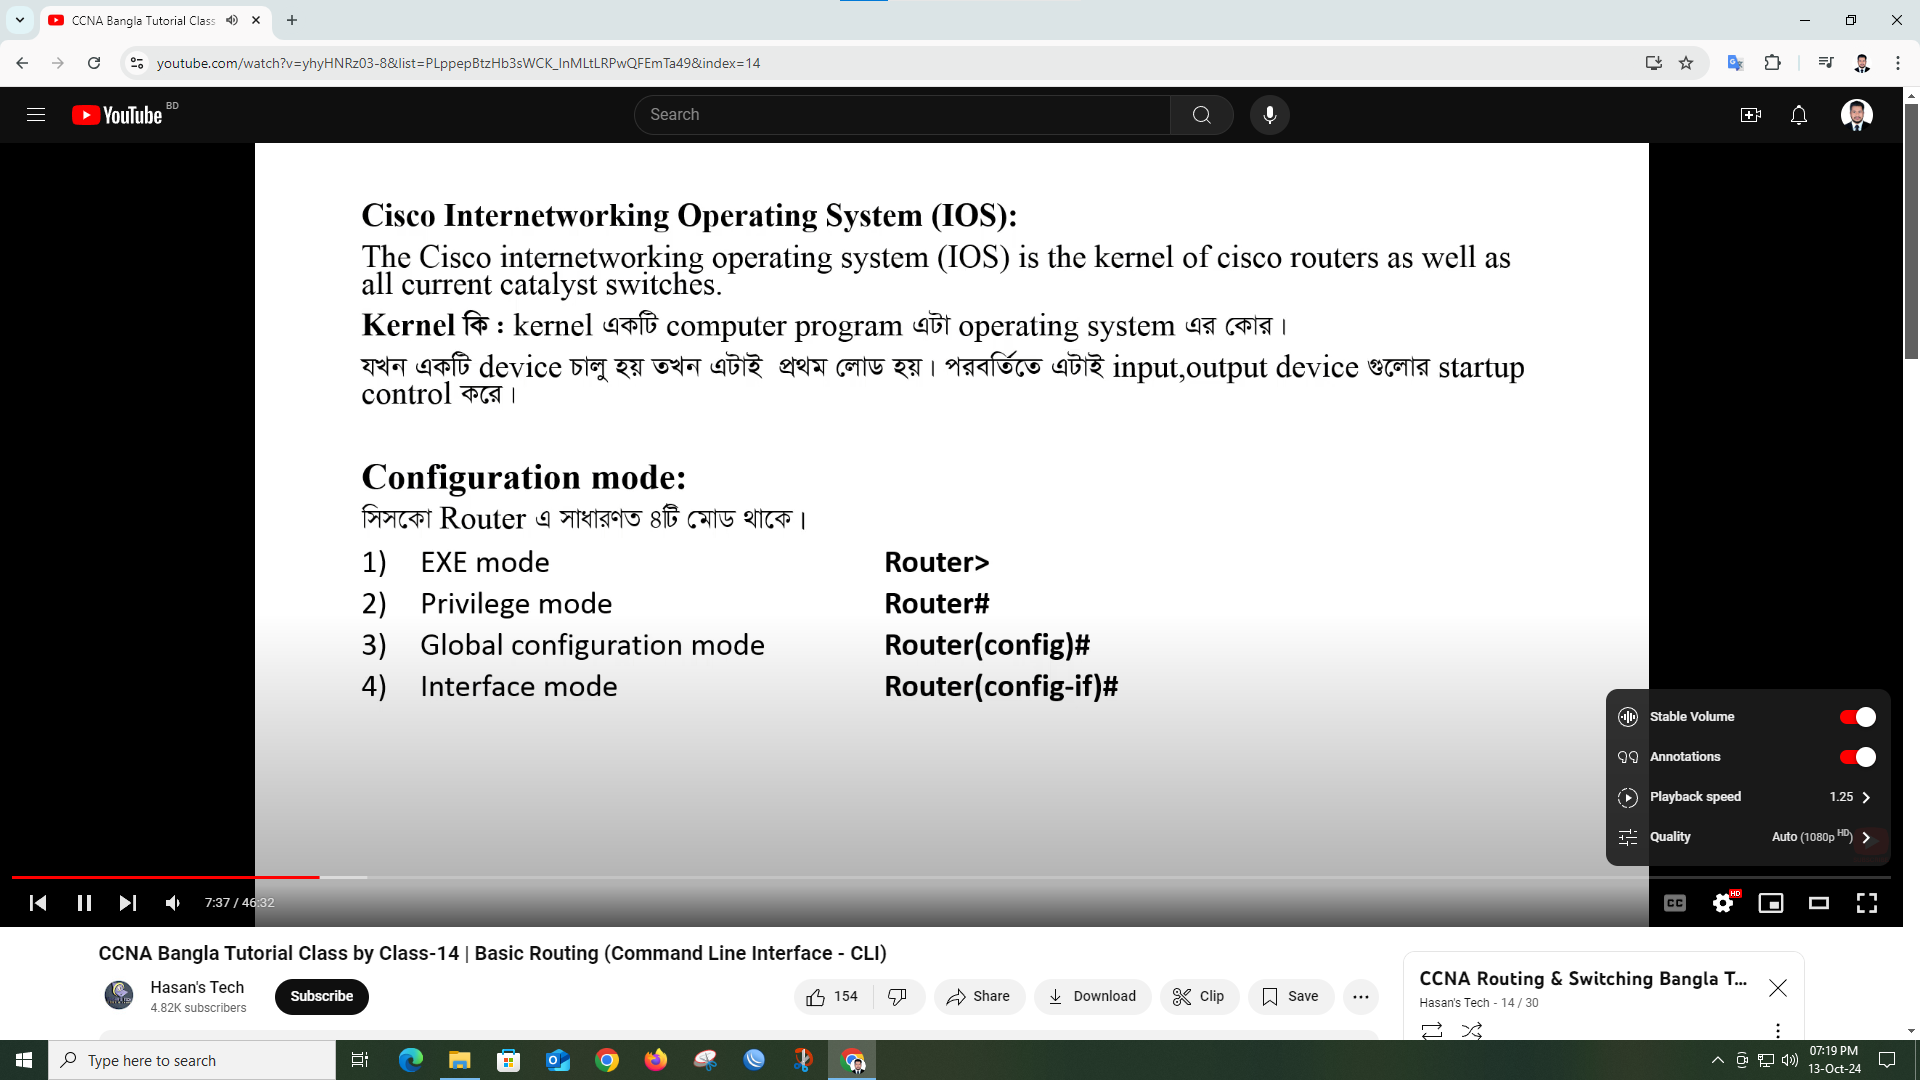 CCNA Bangla Tutorial Class
youtube.com/watch?v=yhyHNRz03-8&list=PLppepBtzHb3sWCK_lnMLtLRPwQFEmTa49&index=14
YouTube BD
Search
Cisco Internetworking Operating System (IOS):
The Cisco internetworking operating system (IOS) is the kernel of cisco routers as well as
all current catalyst switches.
Kernel কি : kernel একটি computer program এটা operating system এর কোর।
যখন একটি device চালু হয় তখন এটাই প্রথম লোড হয়। পরবর্তিতে এটাই input,output device গুলোর startup
control করে।
Configuration mode:
সিসকো Router এ সাধারণত ৪টি মোড থাকে।
1) EXE mode Router>
2) Privilege mode Router#
3) Global configuration mode Router(config)#
4) Interface mode Router(config-if)#
Stable Volume
Annotations
Playback speed 1.25
Quality Auto (1080p HD)
7:37 / 46:32
CC
HD
CCNA Bangla Tutorial Class by Class-14 | Basic Routing (Command Line Interface - CLI)
Hasan's Tech
4.82K subscribers
Subscribe
154
Share
Download
Clip
Save
CCNA Routing & Switching Bangla T...
Hasan's Tech - 14 / 30
Type here to search
07:19 PM
13-Oct-24